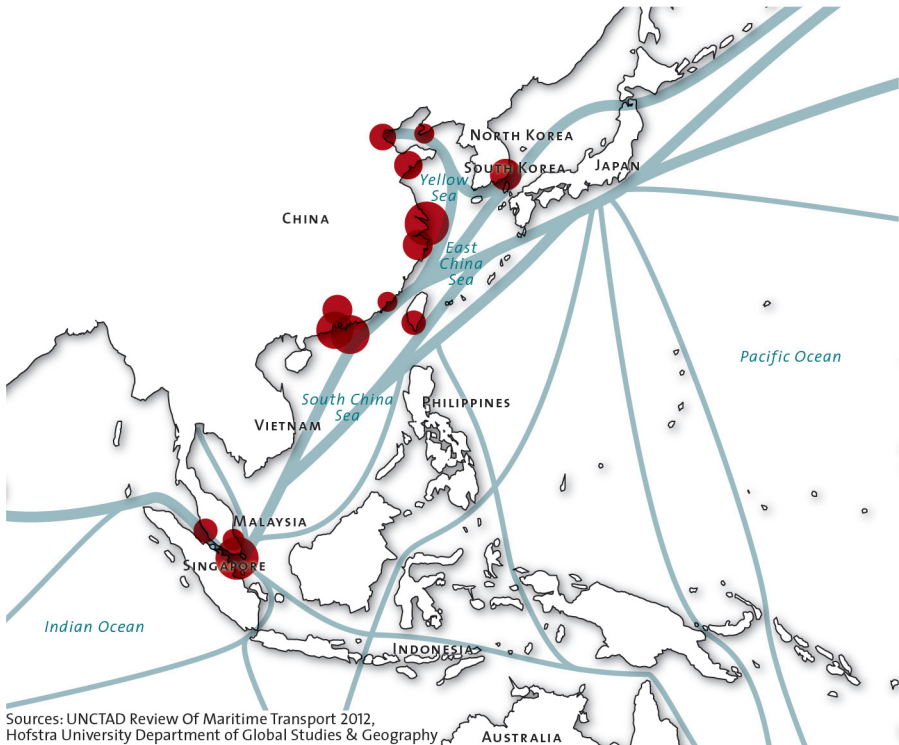 NORTH KOREA
SOUTH KOREA
JAPAN
Yellow
Sea
CHINA
East
China
Sea
Pacific Ocean
South China
Sea
PHILIPPINES
VIETNAM
MALAYSIA
SINGAPORE
Indian Ocean
INDONESIA
Sources: UNCTAD Review Of Maritime Transport 2012,
Hofstra University Department of Global Studies & Geography
AUSTRALIA